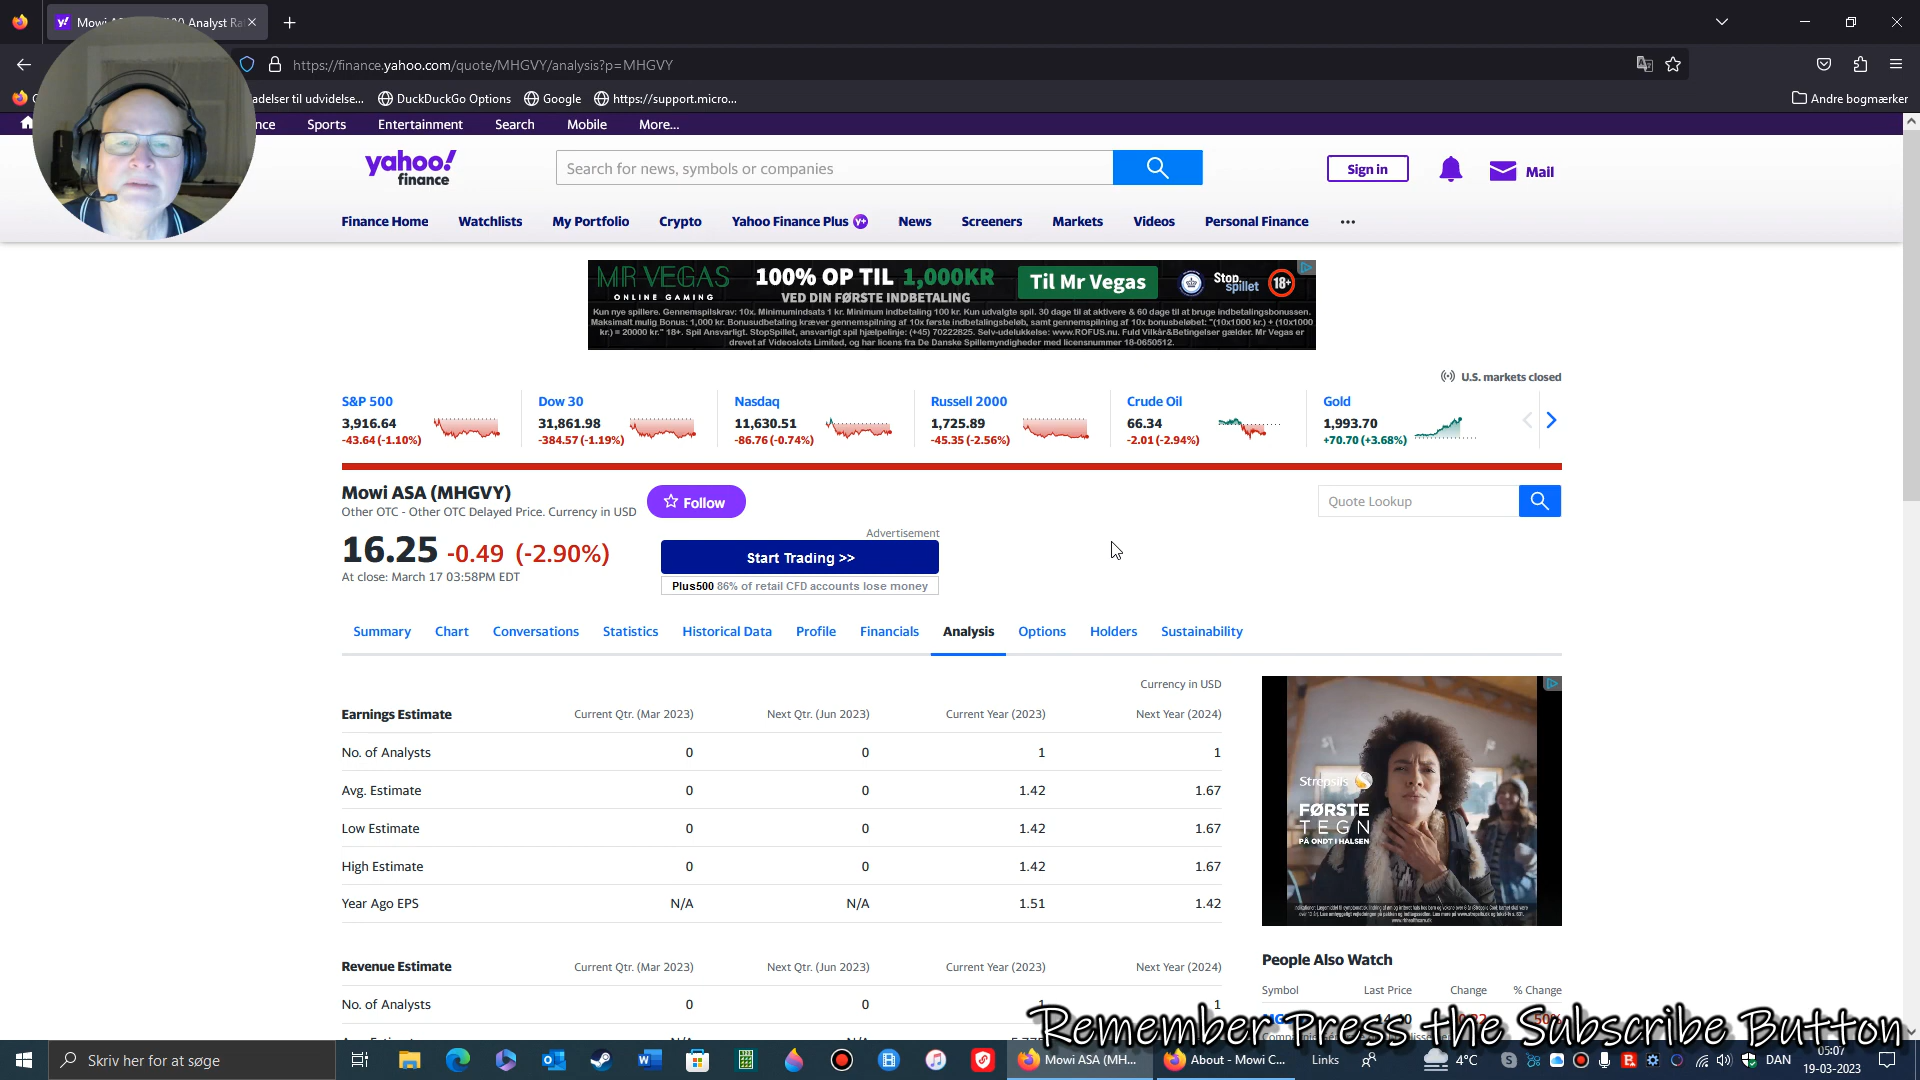 Mowi
Analyst Ra
https://finance.yahoo.com/quote/MHGVY/analysis?p=MHGVY
adelser til udvidelse...
DuckDuckGo Options
Google
https://support.micro...
Andre bogmærker
nce
Sports
Entertainment
Search
Mobile
More...
yahoo!
finance
Search for news, symbols or companies
Sign in
Mail
Finance Home
Watchlists
My Portfolio
Crypto
Yahoo Finance Plus
News
Screeners
Markets
Videos
Personal Finance
MR VEGAS
ONLINE GAMING
100% OP TIL 1,000KR
VED DIN FØRSTE INDBETALING
Til Mr Vegas
Stop
spillet
18+
Kun nye spillere. Gennemspilskrav: 10x. Minimumindsats 1 kr. Minimum indbetaling 100 kr. Kun udvalgte spil. 30 dage til at aktivere & 60 dage til at bruge indbetalingsbonussen.
Maksimalt mulig Bonus: 1,000 kr. Bonusudbetaling kræver gennemspilning af 10x første indbetalingsbeløb, samt gennemspilning af 10x bonusbeløbet: "(10x1000 kr.) + (10x1000
kr.) = 20000 kr." 18+. Spil Ansvarligt. StopSpillet, ansvarligt spil hjælpelinje: (+45) 70222825. Selv-udelukkelse: www.ROFUS.nu. Fuld Vilkår&Betingelser gælder. Mr Vegas er
drevet af Videoslots Limited, og har licens fra De Danske Spillemyndigheder med licensnummer 18-0650512.
U.S. markets closed
S&P 500
3,916.64
-43.64 (-1.10%)
Dow 30
31,861.98
-384.57 (-1.19%)
Nasdaq
11,630.51
-86.76 (-0.74%)
Russell 2000
1,725.89
-45.35 (-2.56%)
Crude Oil
66.34
-2.01 (-2.94%)
Gold
1,993.70
+70.70 (+3.68%)
Mowi ASA (MHGVY)
Other OTC - Other OTC Delayed Price. Currency in USD
Follow
Quote Lookup
16.25 -0.49 (-2.90%)
At close: March 17 03:58PM EDT
Advertisement
Start Trading >>
Plus500 86% of retail CFD accounts lose money
Summary
Chart
Conversations
Statistics
Historical Data
Profile
Financials
Analysis
Options
Holders
Sustainability
Currency in USD
Earnings Estimate Current Qtr. (Mar 2023) Next Qtr. (Jun 2023) Current Year (2023) Next Year (2024)
No. of Analysts 0 0 1 1
Avg. Estimate 0 0 1.42 1.67
Low Estimate 0 0 1.42 1.67
High Estimate 0 0 1.42 1.67
Year Ago EPS N/A N/A 1.51 1.42
Revenue Estimate Current Qtr. (Mar 2023) Next Qtr. (Jun 2023) Current Year (2023) Next Year (2024)
No. of Analysts 0 0 1 1
Strepsils
FØRSTE
TEGN
PÅ ONDT I HALSEN
People Also Watch
Symbol Last Price Change % Change
Remember Press the Subscribe Button
Skriv her for at søge
Mowi ASA (MH...
About - Mowi C...
Links
4°C
DAN
05:07
19-03-2023